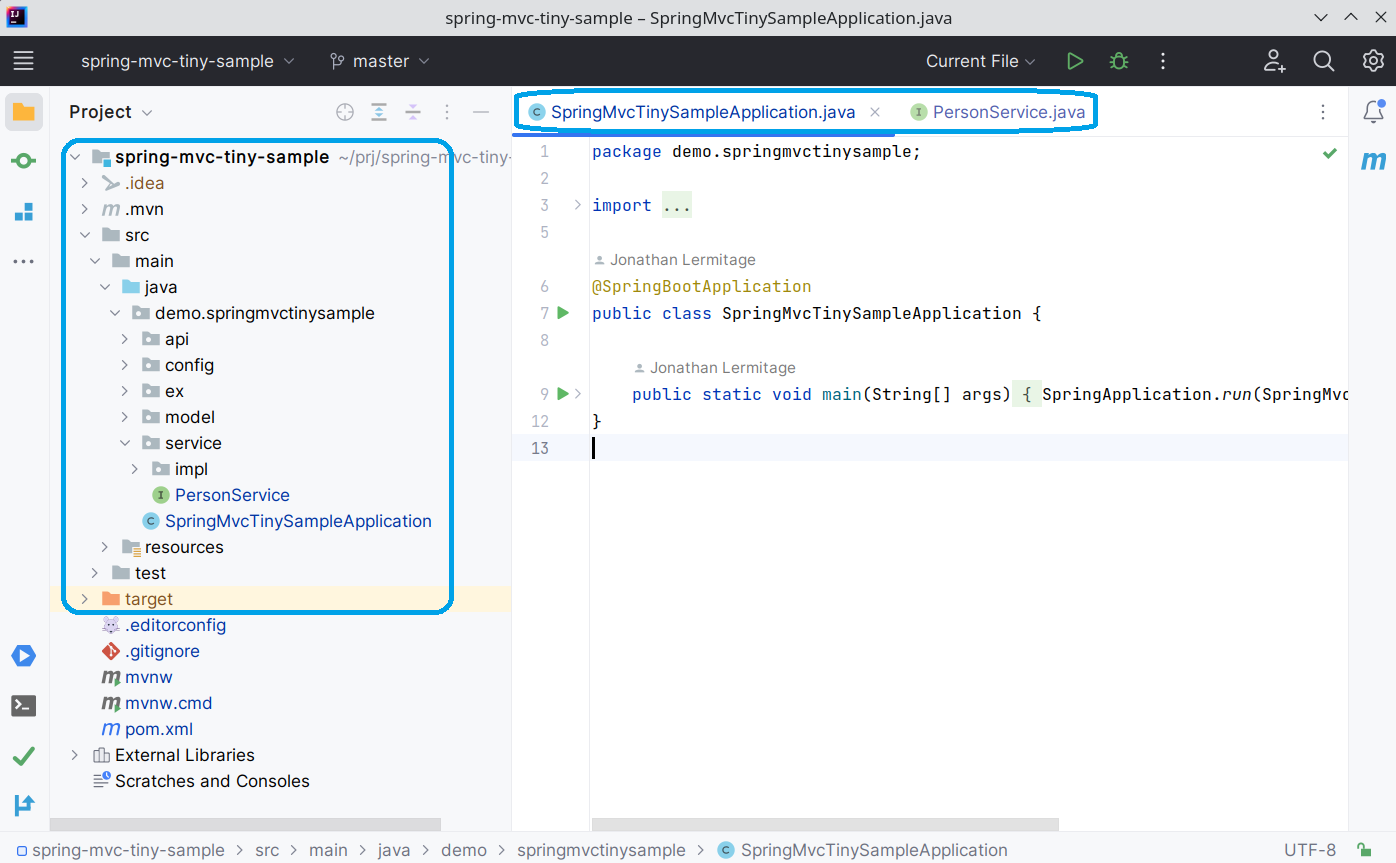 spring-mvc-tiny-sample – SpringMvcTinySampleApplication.java
spring-mvc-tiny-sample
master
Current File
Project
spring-mvc-tiny-sample ~/prj/spring-mvc-tiny-
.idea
.mvn
src
main
java
demo.springmvctinysample
api
config
ex
model
service
impl
PersonService
SpringMvcTinySampleApplication
resources
test
target
.editorconfig
.gitignore
mvnw
mvnw.cmd
pom.xml
External Libraries
Scratches and Consoles
SpringMvcTinySampleApplication.java
PersonService.java
1 package demo.springmvctinysample;
2
3 import ...
5
Jonathan Lermitage
6 @SpringBootApplication
7 public class SpringMvcTinySampleApplication {
8
Jonathan Lermitage
9 public static void main(String[] args) { SpringApplication.run(SpringMvc
12 }
13
spring-mvc-tiny-sample > src > main > java > demo > springmvctinysample > SpringMvcTinySampleApplication
UTF-8